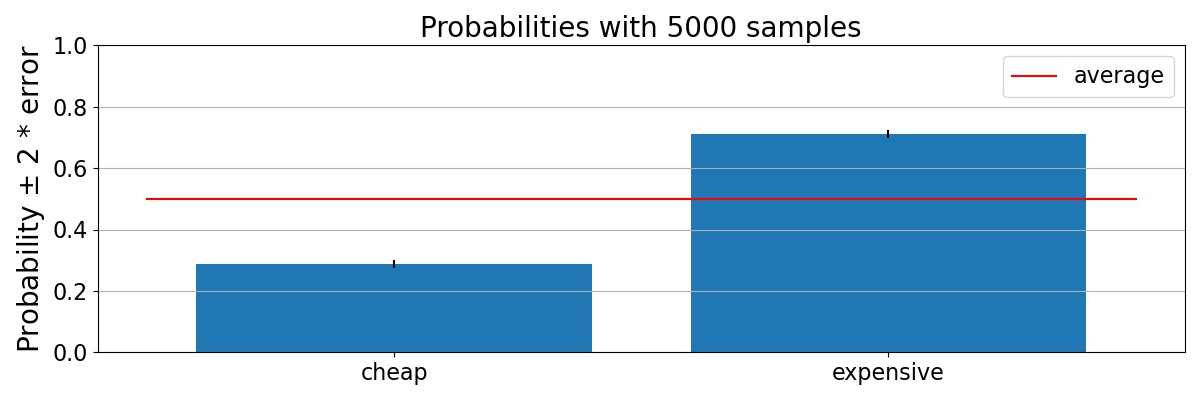 Probabilities with 5000 samples
Probability ± 2 * error
1.0
0.8
0.6
0.4
0.2
0.0
average
cheap
expensive